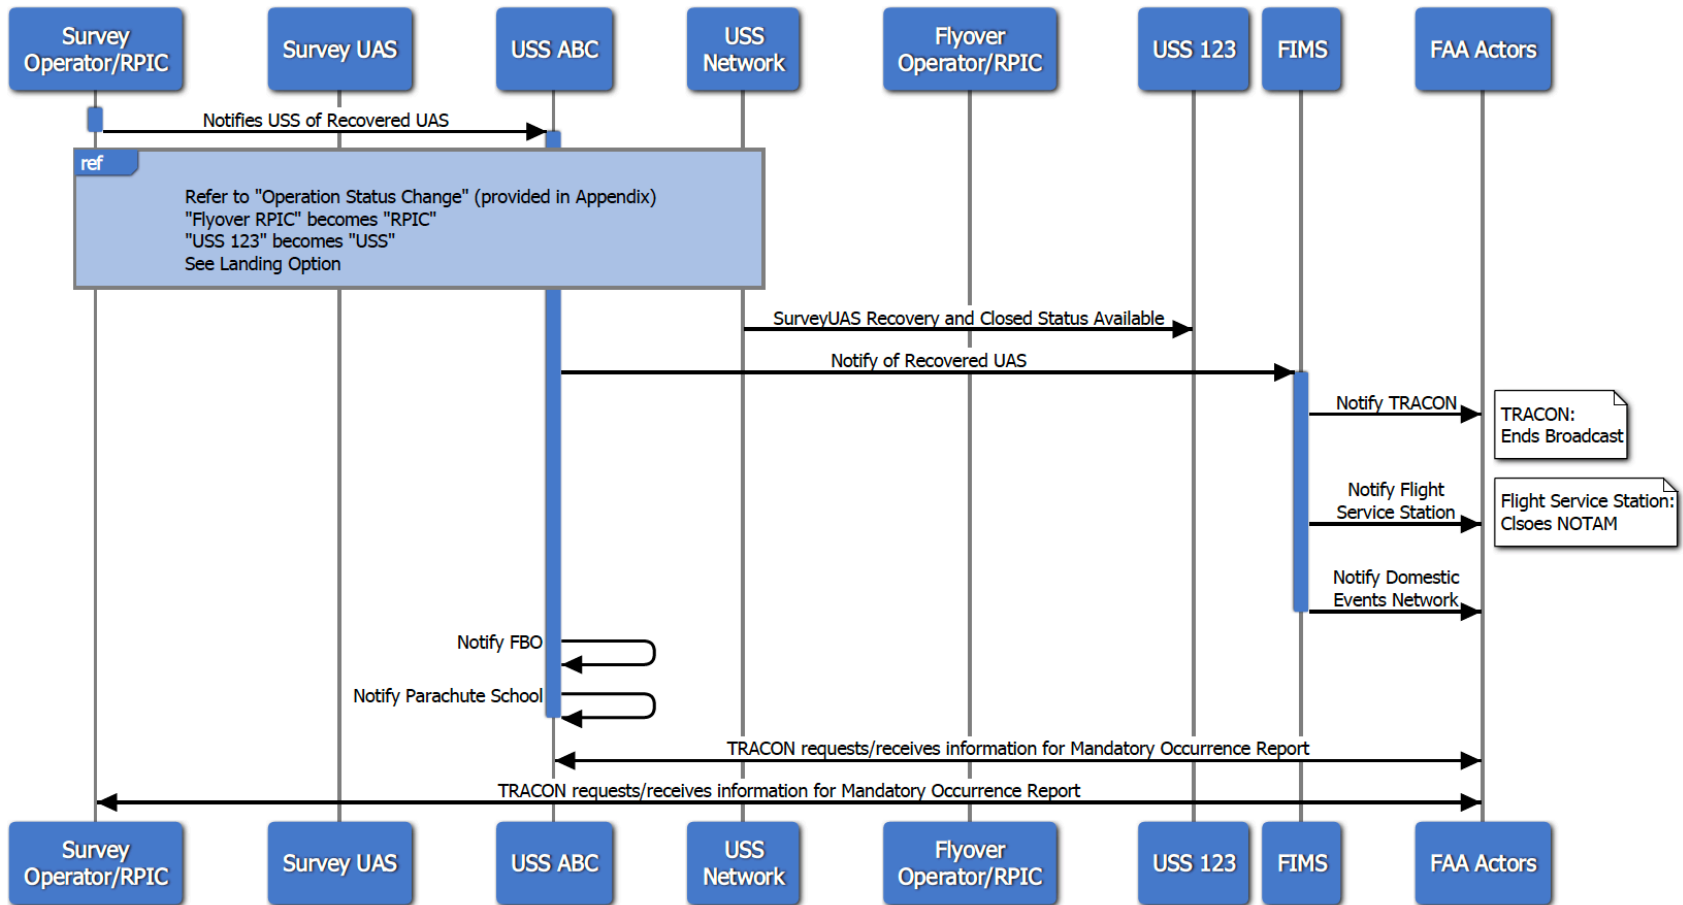 Survey
Operator/RPIC
Survey UAS
USS ABC
USS
Network
Flyover
Operator/RPIC
USS 123
FIMS
FAA Actors
Notifies USS of Recovered UAS
ref
Refer to "Operation Status Change" (provided in Appendix)
"Flyover RPIC" becomes "RPIC"
"USS 123" becomes "USS"
See Landing Option
SurveyUAS Recovery and Closed Status Available
Notify of Recovered UAS
Notify TRACON
TRACON:
Ends Broadcast
Notify Flight
Service Station
Flight Service Station:
Clsoes NOTAM
Notify Domestic
Events Network
Notify FBO
Notify Parachute School
TRACON requests/receives information for Mandatory Occurrence Report
TRACON requests/receives information for Mandatory Occurrence Report
Survey
Operator/RPIC
Survey UAS
USS ABC
USS
Network
Flyover
Operator/RPIC
USS 123
FIMS
FAA Actors